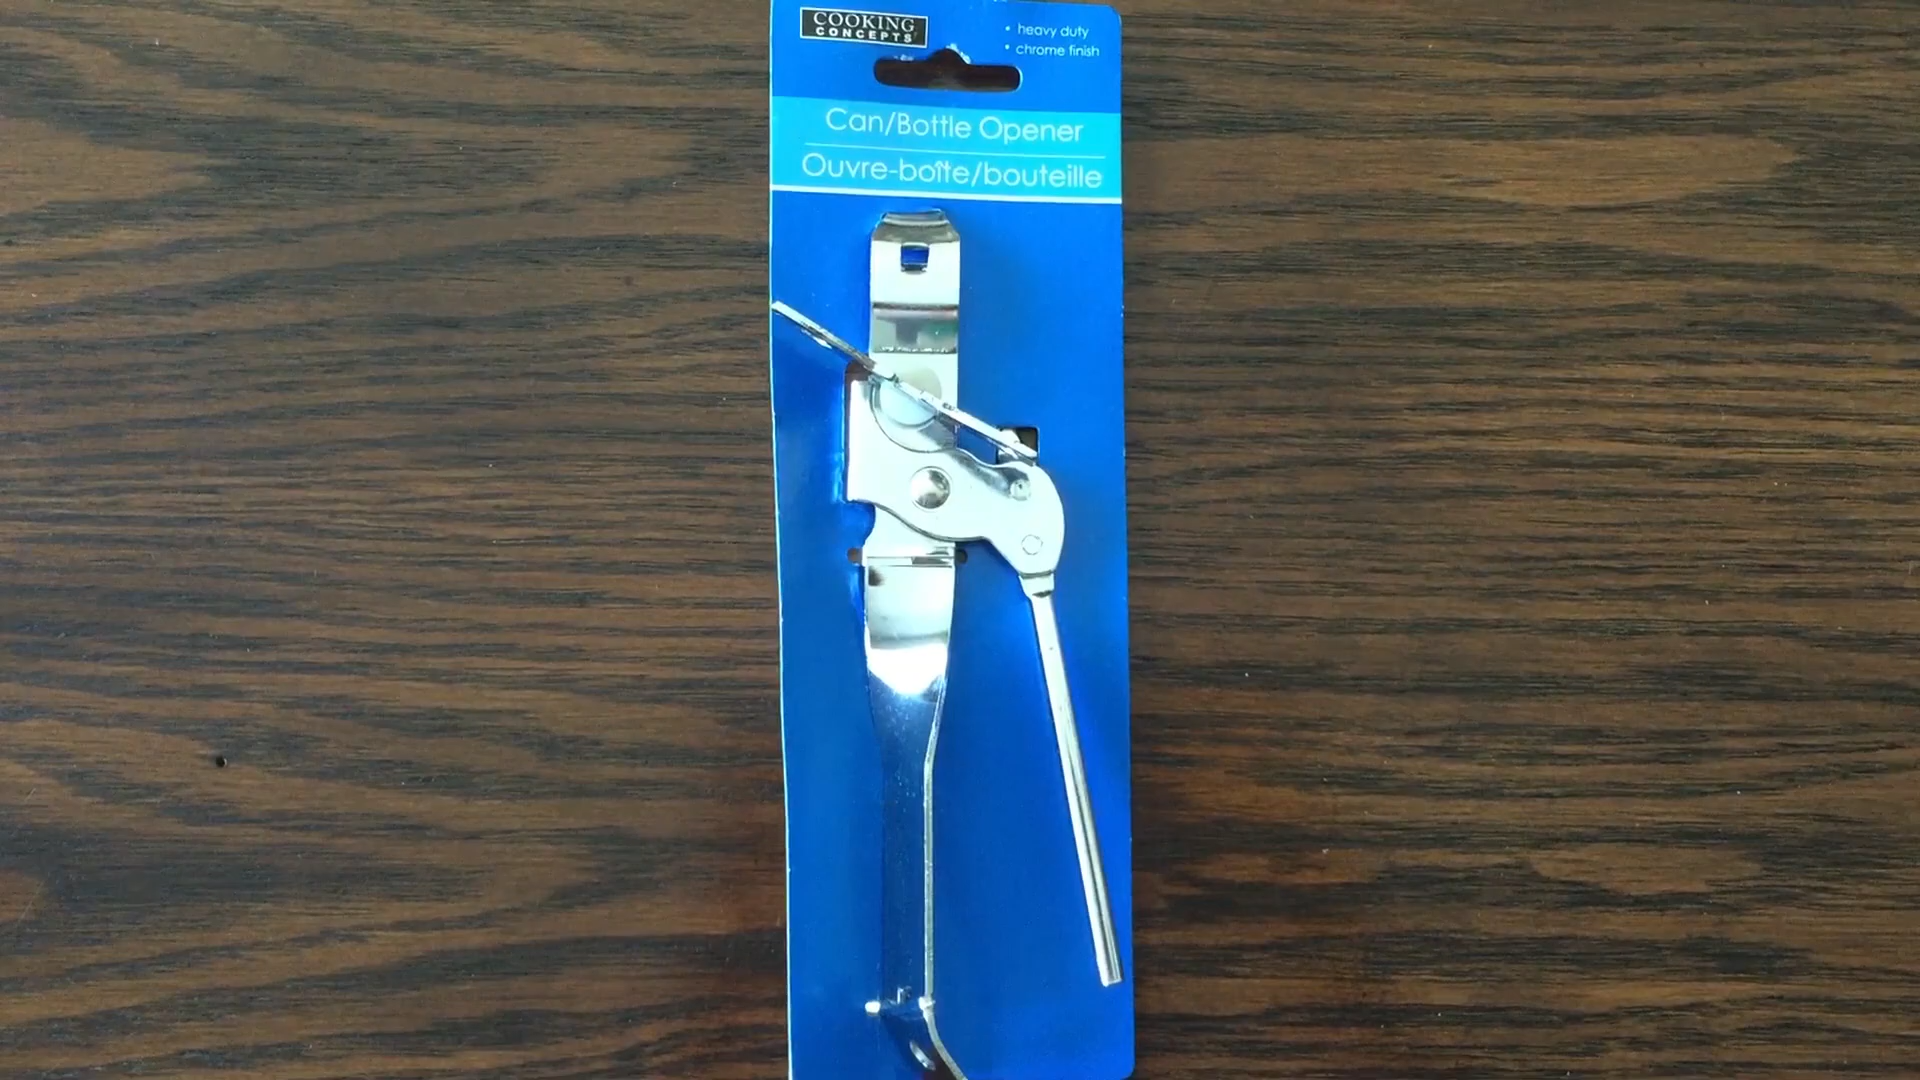 COOKING
CONCEPTS
• heavy duty
• chrome finish
Can/Bottle Opener
Ouvre-boîte/bouteille